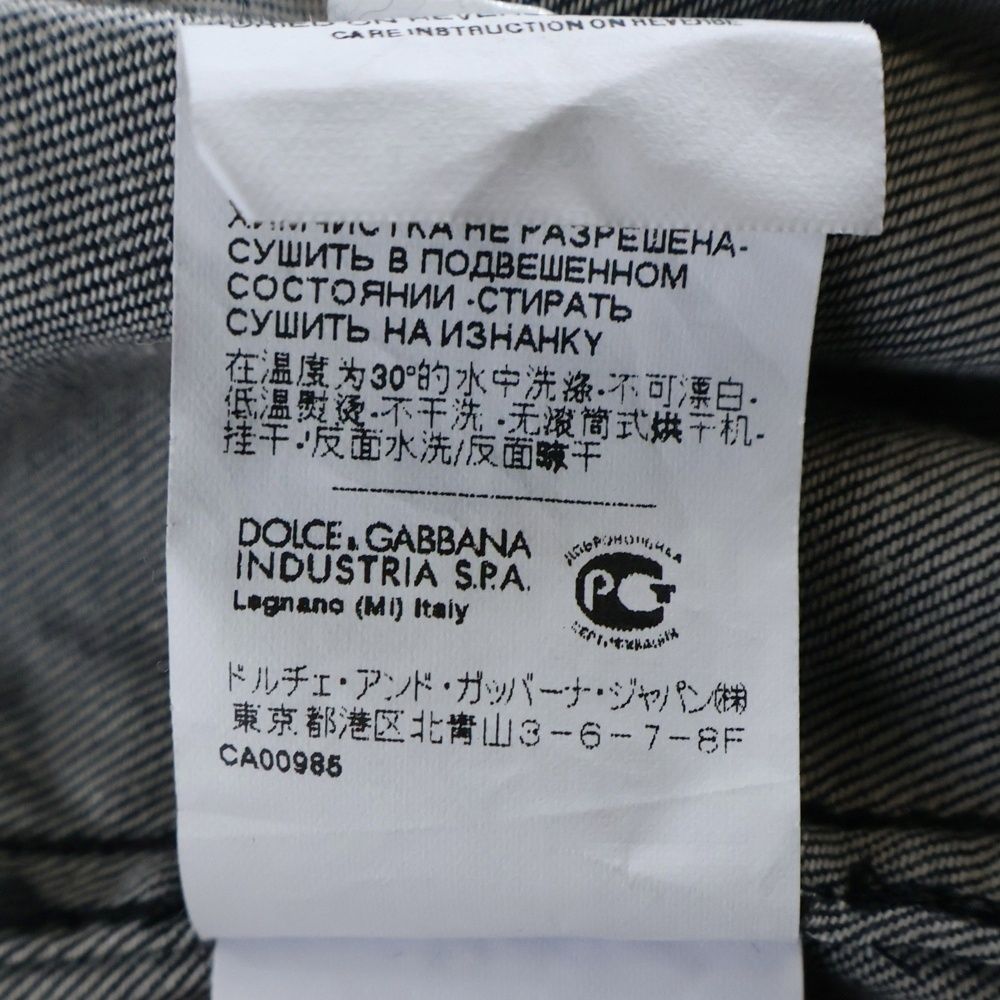 CARE INSTRUCTION ON REVERSE
ХИМЧИСТКА НЕ РАЗРЕШЕНА-
СУШИТЬ В ПОДВЕШЕННОМ
СОСТОЯНИИ -СТИРАТЬ
СУШИТЬ НА ИЗНАНКУ
在温度为30°的水中洗涤.不可漂白.
低温熨烫.不干洗.无滚筒式烘干机-
挂干./反面水洗/反面晾干
DOLCE & GABBANA
INDUSTRIA S.P.A.
Legnano (MI) Italy
ДОБРОВОЛЬНАЯ
РСТ
СЕРТИФИКАЦИЯ
ドルチェ・アンド・ガッバーナ・ジャパン㈱
東京都港区北青山3-6-7-8F
CA00985